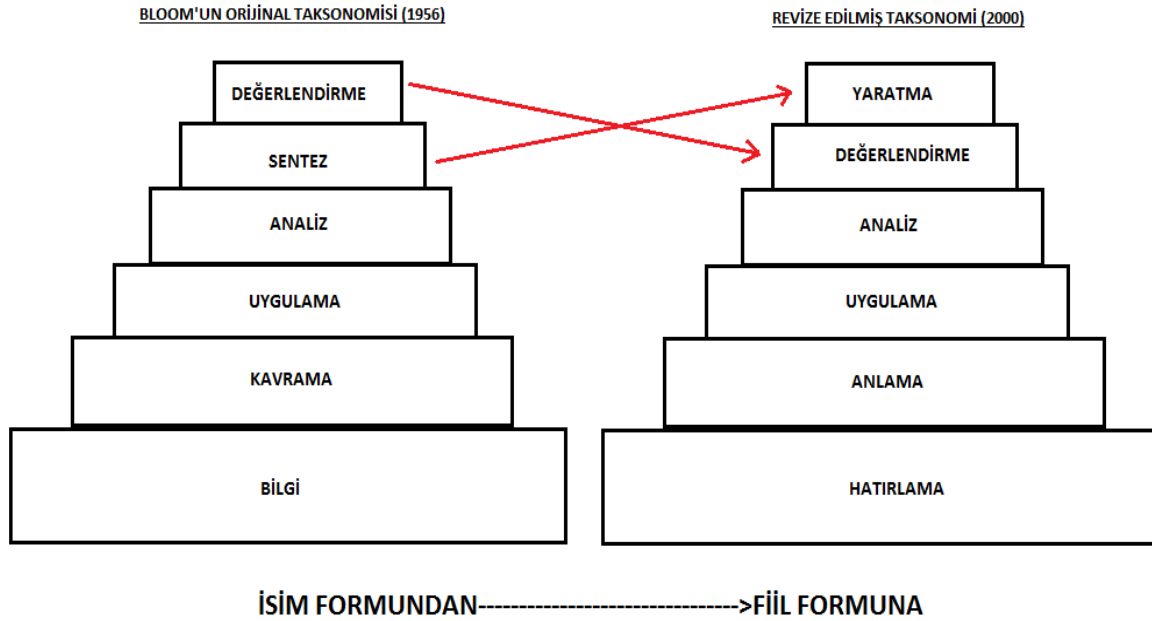 BLOOM'UN ORİJİNAL TAKSONOMİSİ (1956)
DEĞERLENDİRME
SENTEZ
ANALİZ
UYGULAMA
KAVRAMA
BİLGİ
REVİZE EDİLMİŞ TAKSONOMİ (2000)
YARATMA
DEĞERLENDİRME
ANALİZ
UYGULAMA
ANLAMA
HATIRLAMA
İSİM FORMUNDAN-------------------------------->FİİL FORMUNA